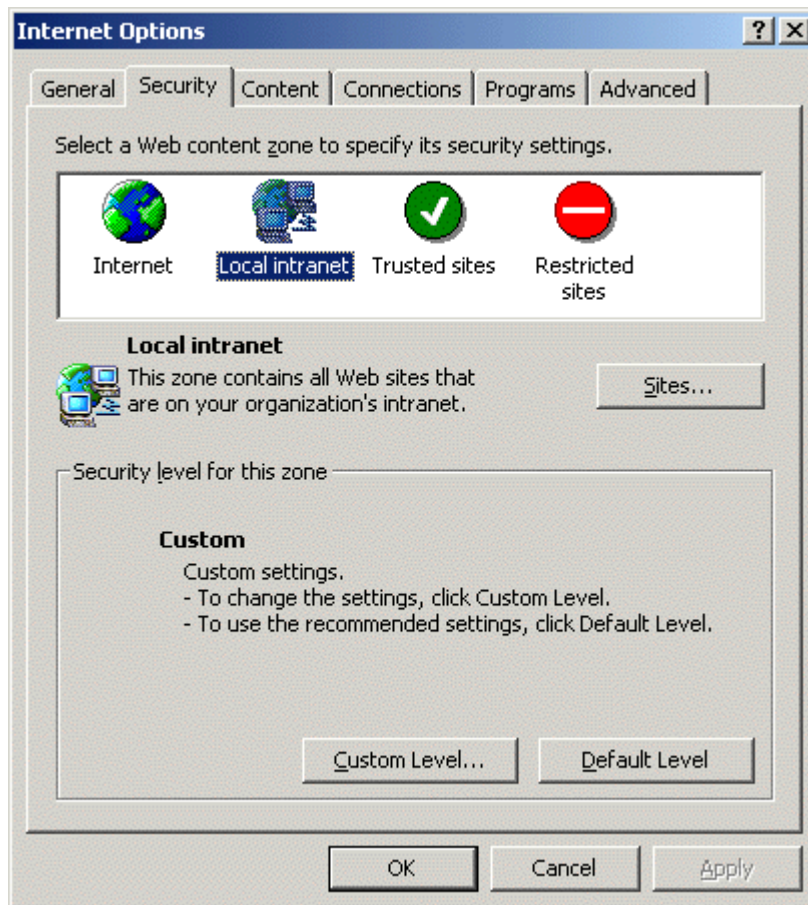 Internet Options
General Security Content Connections Programs Advanced
Select a Web content zone to specify its security settings.
Internet Local intranet Trusted sites Restricted
sites
Local intranet
This zone contains all Web sites that
are on your organization's intranet.
Sites...
Security level for this zone
Custom
Custom settings.
- To change the settings, click Custom Level.
- To use the recommended settings, click Default Level.
Custom Level... Default Level
OK Cancel Apply